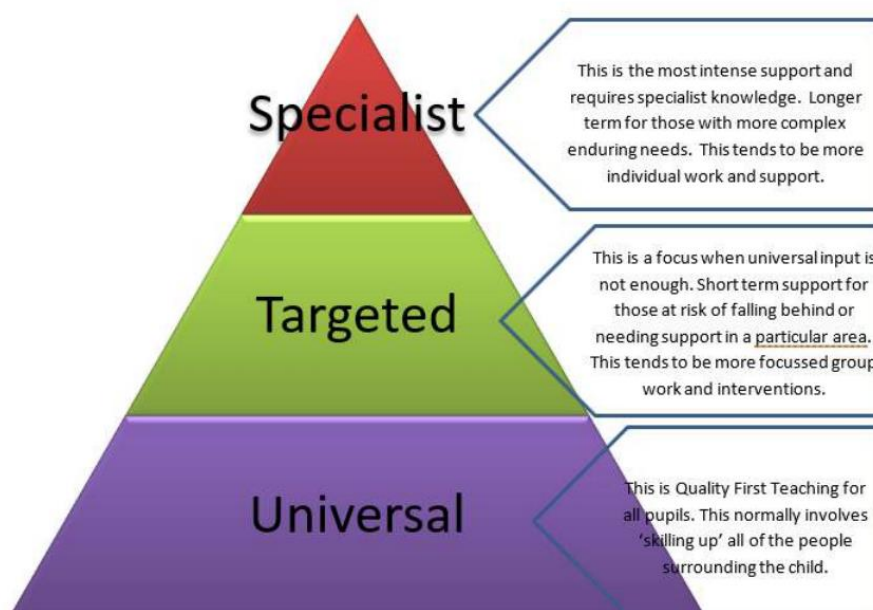 Specialist
This is the most intense support and
requires specialist knowledge. Longer
term for those with more complex
enduring needs. This tends to be more
individual work and support.
Targeted
This is a focus when universal input is
not enough. Short term support for
those at risk of falling behind or
needing support in a particular area.
This tends to be more focussed group
work and interventions.
Universal
This is Quality First Teaching for
all pupils. This normally involves
‘skilling up’ all of the people
surrounding the child.